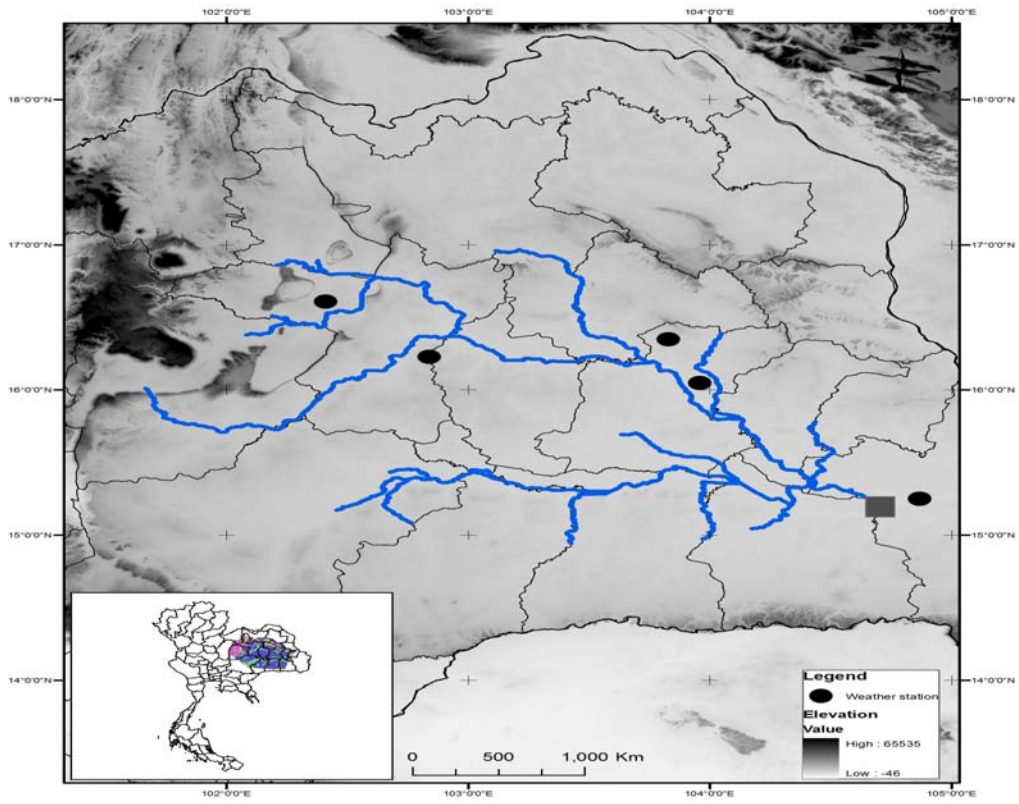 102°0'0"E 103°0'0"E 104°0'0"E 105°0'0"E
18°0'0"N 18°0'0"N
17°0'0"N 17°0'0"N
16°0'0"N 16°0'0"N
15°0'0"N 15°0'0"N
14°0'0"N 14°0'0"N
Legend
Weather station
Elevation
Value
High : 65535
Low : -46
0 500 1,000 Km
102°0'0"E 103°0'0"E 104°0'0"E 105°0'0"E